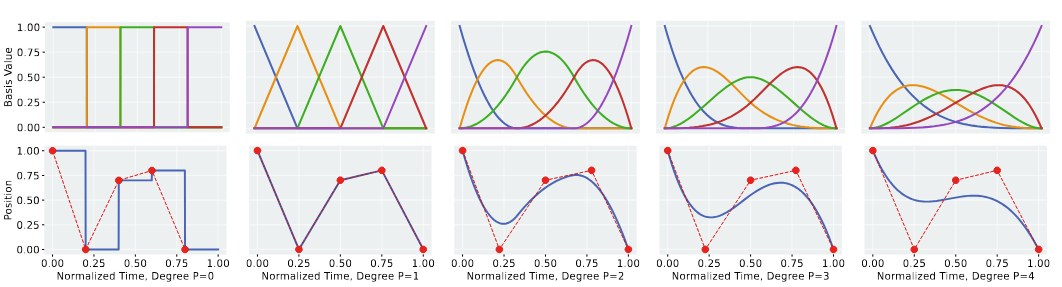 1.00
0.75
0.50
0.25
0.00
Basis Value
1.00
0.75
0.50
0.25
0.00
Position
0.00 0.25 0.50 0.75 1.00
Normalized Time, Degree P=0
0.00 0.25 0.50 0.75 1.00
Normalized Time, Degree P=1
0.00 0.25 0.50 0.75 1.00
Normalized Time, Degree P=2
0.00 0.25 0.50 0.75 1.00
Normalized Time, Degree P=3
0.00 0.25 0.50 0.75 1.00
Normalized Time, Degree P=4